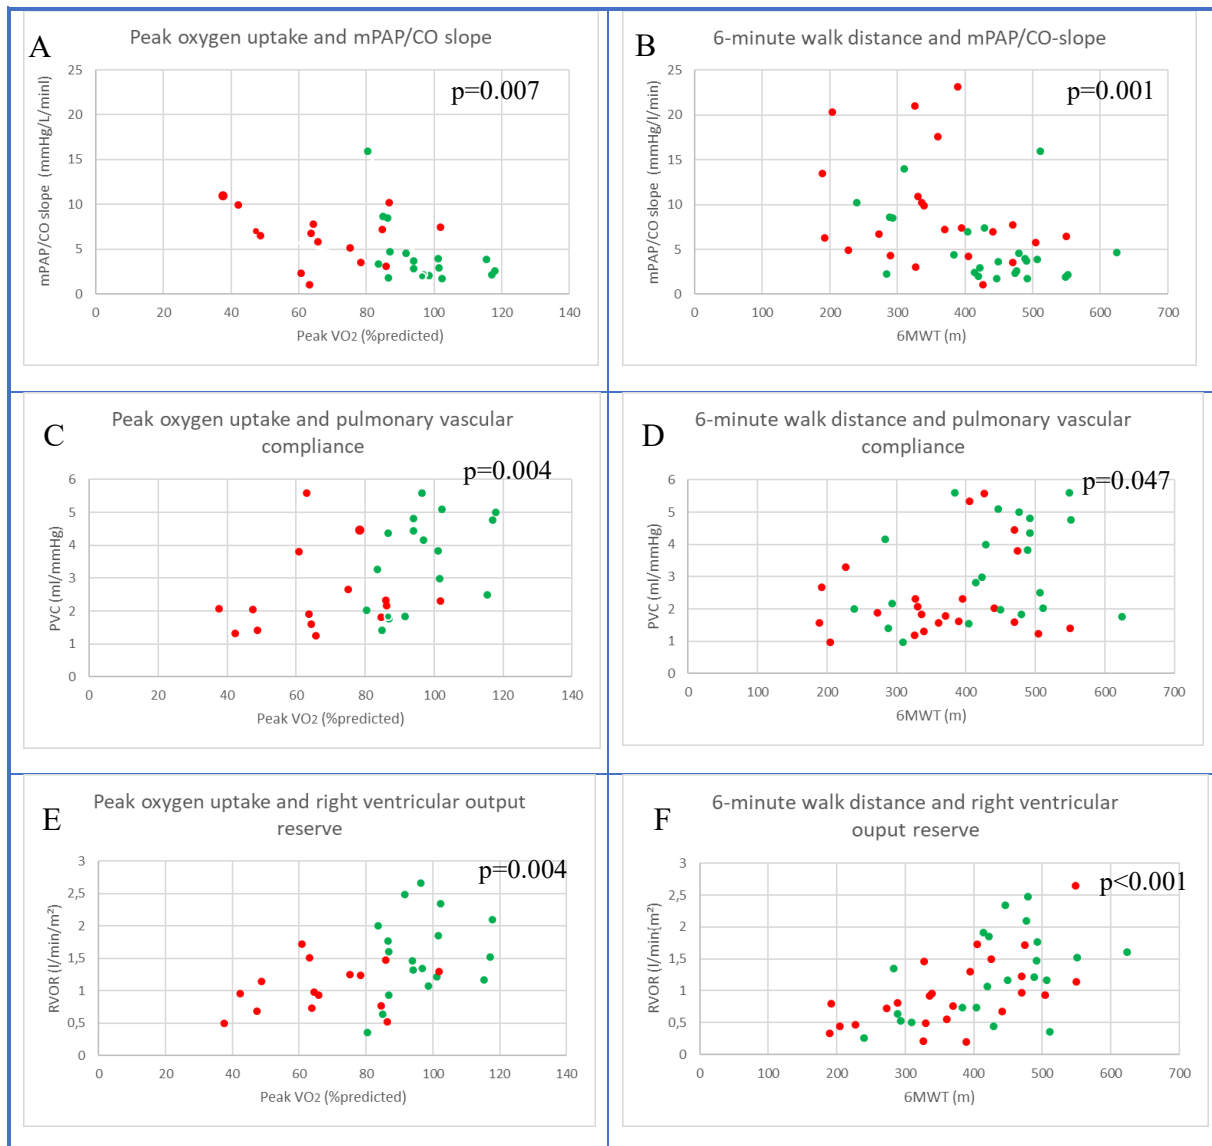 A
Peak oxygen uptake and mPAP/CO slope
p=0.007
mPAP/CO slope (mmHg/L/minl)
25
20
15
10
5
0
0 20 40 60 80 100 120 140
Peak VO2 (%predicted)
B
6-minute walk distance and mPAP/CO-slope
p=0.001
mPAP/CO slope (mmHg/l/min)
25
20
15
10
5
0
0 100 200 300 400 500 600 700
6MWT (m)
C
Peak oxygen uptake and pulmonary vascular
compliance
p=0.004
PVC (ml/mmHg)
6
5
4
3
2
1
0
0 20 40 60 80 100 120 140
Peak VO2 (%predicted)
D
6-minute walk distance and pulmonary vascular
compliance
p=0.047
PVC (ml/mmHg)
6
5
4
3
2
1
0
0 100 200 300 400 500 600 700
6MWT (m)
E
Peak oxygen uptake and right ventricular output
reserve
p=0.004
RVOR (l/min/m²)
3
2,5
2
1,5
1
0,5
0
0 20 40 60 80 100 120 140
Peak VO2 (%predicted)
F
6-minute walk distance and right ventricular
ouput reserve
p<0.001
RVOR (l/min{m²)
3
2,5
2
1,5
1
0,5
0
0 100 200 300 400 500 600 700
6MWT (m)